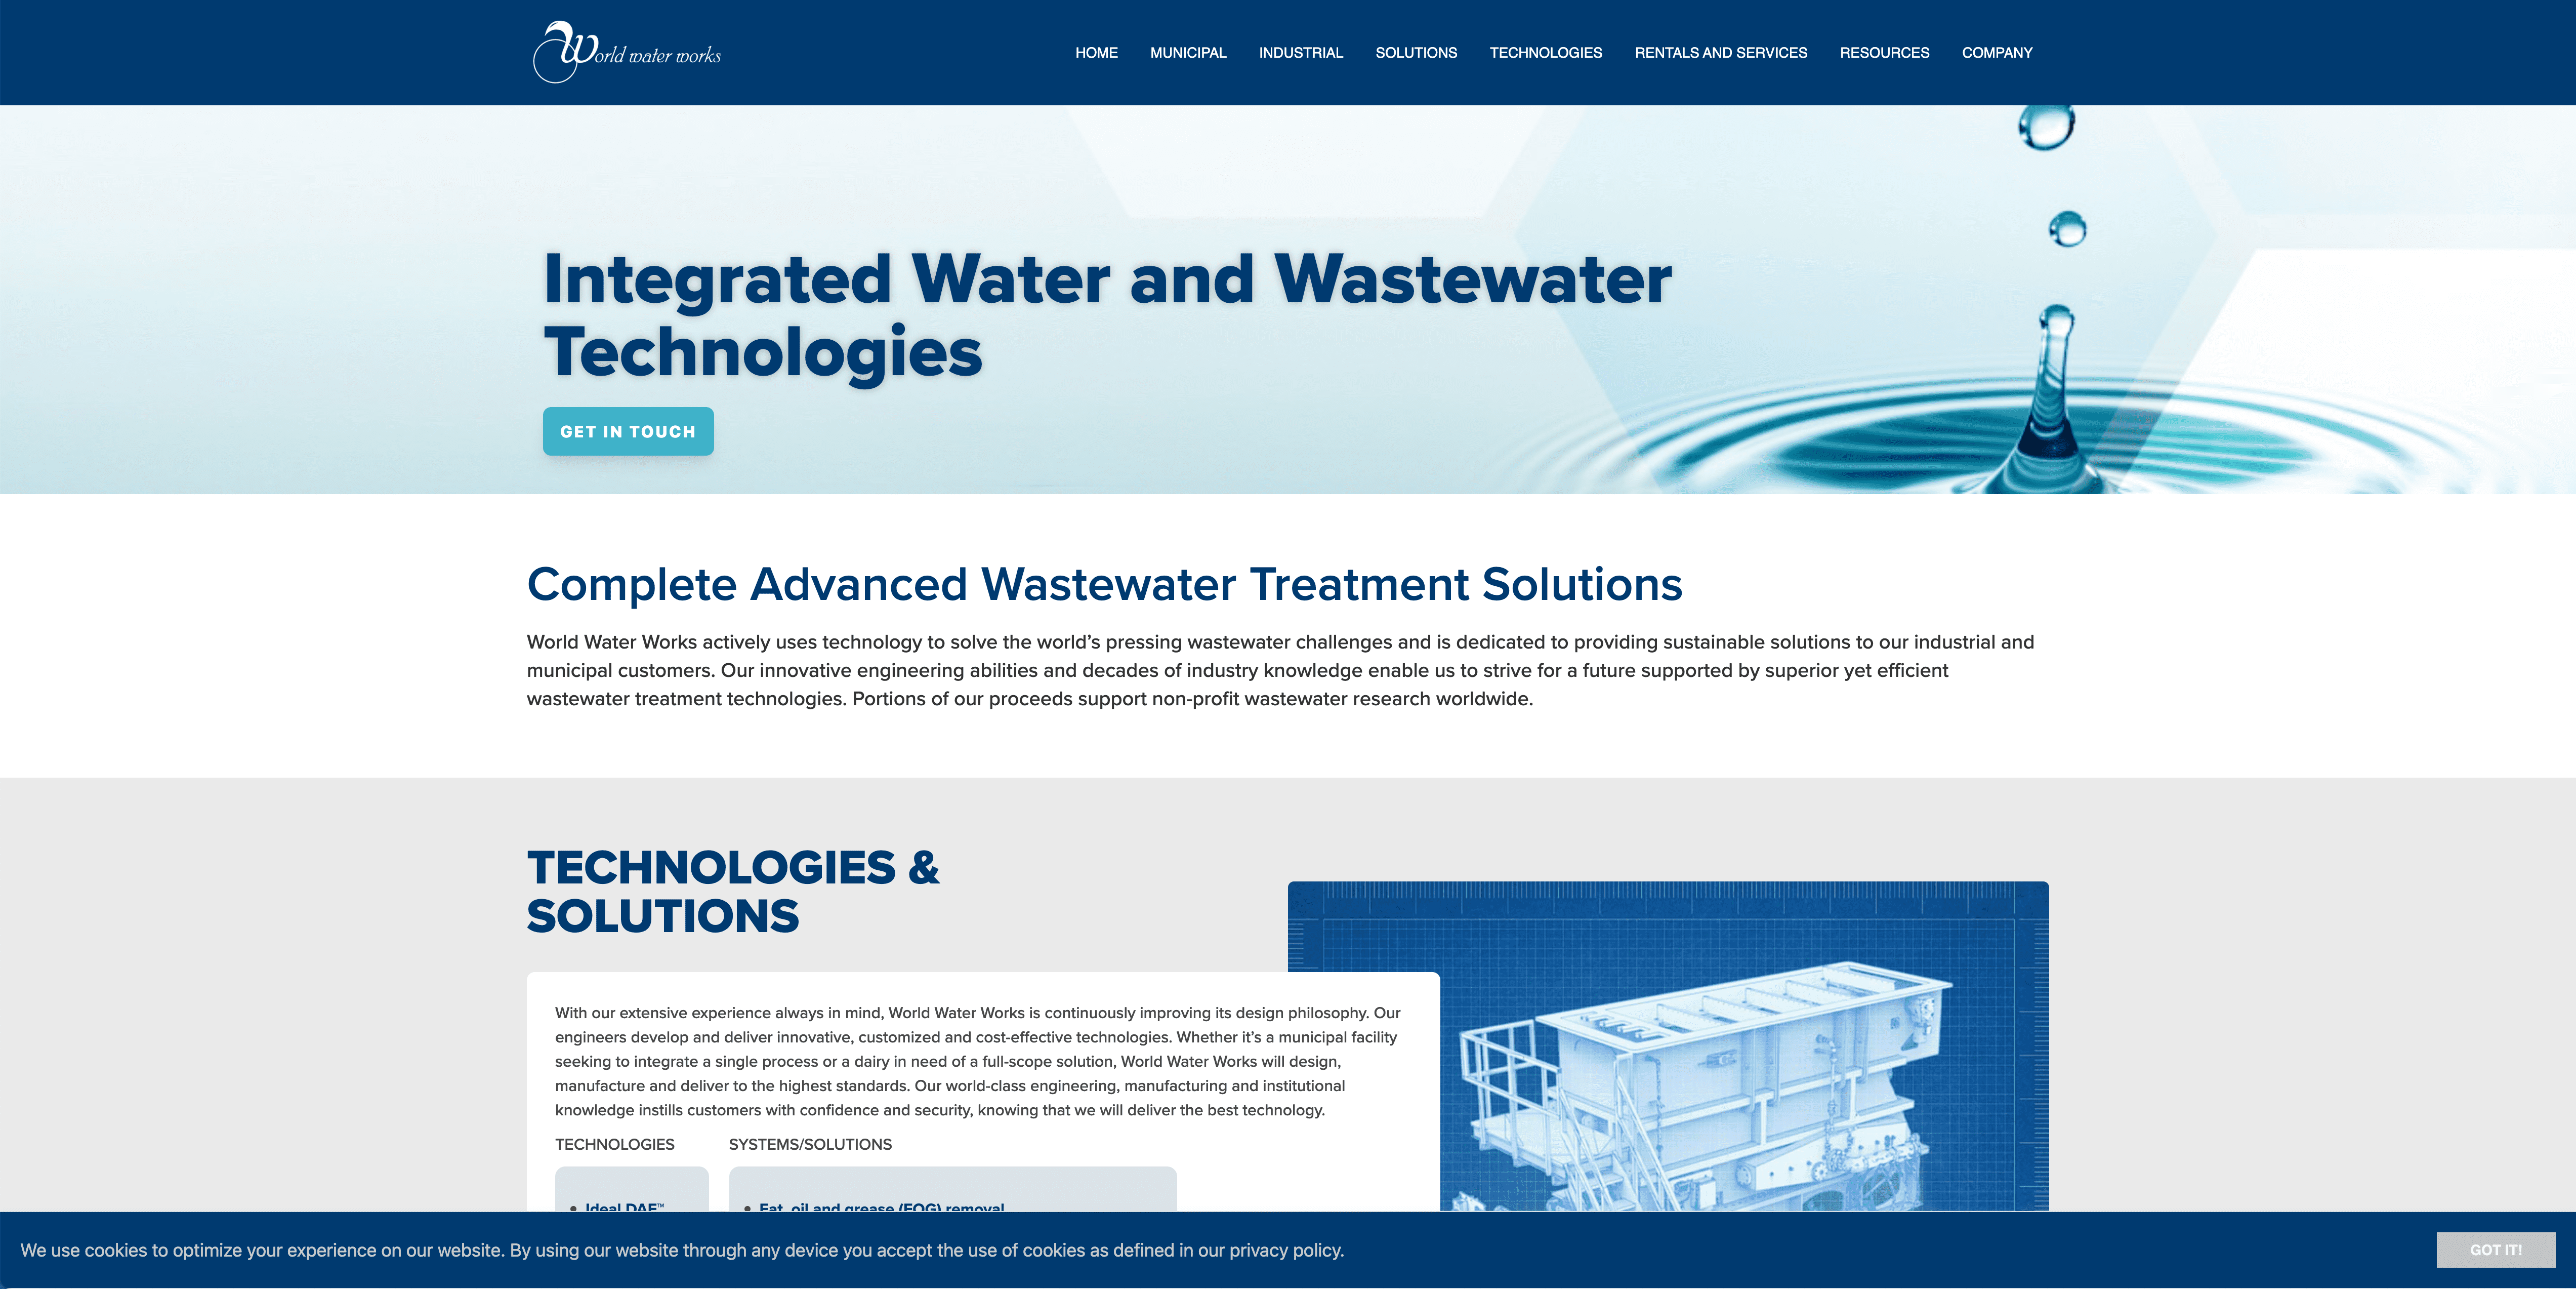 World water works
HOME MUNICIPAL INDUSTRIAL SOLUTIONS TECHNOLOGIES RENTALS AND SERVICES RESOURCES COMPANY
Integrated Water and Wastewater
Technologies
GET IN TOUCH
Complete Advanced Wastewater Treatment Solutions
World Water Works actively uses technology to solve the world’s pressing wastewater challenges and is dedicated to providing sustainable solutions to our industrial and
municipal customers. Our innovative engineering abilities and decades of industry knowledge enable us to strive for a future supported by superior yet efficient
wastewater treatment technologies. Portions of our proceeds support non-profit wastewater research worldwide.
TECHNOLOGIES &
SOLUTIONS
With our extensive experience always in mind, World Water Works is continuously improving its design philosophy. Our
engineers develop and deliver innovative, customized and cost-effective technologies. Whether it’s a municipal facility
seeking to integrate a single process or a dairy in need of a full-scope solution, World Water Works will design,
manufacture and deliver to the highest standards. Our world-class engineering, manufacturing and institutional
knowledge instills customers with confidence and security, knowing that we will deliver the best technology.
TECHNOLOGIES SYSTEMS/SOLUTIONS
• Ideal DAF™ • Fat, oil and grease (FOG) removal
We use cookies to optimize your experience on our website. By using our website through any device you accept the use of cookies as defined in our privacy policy.
GOT IT!